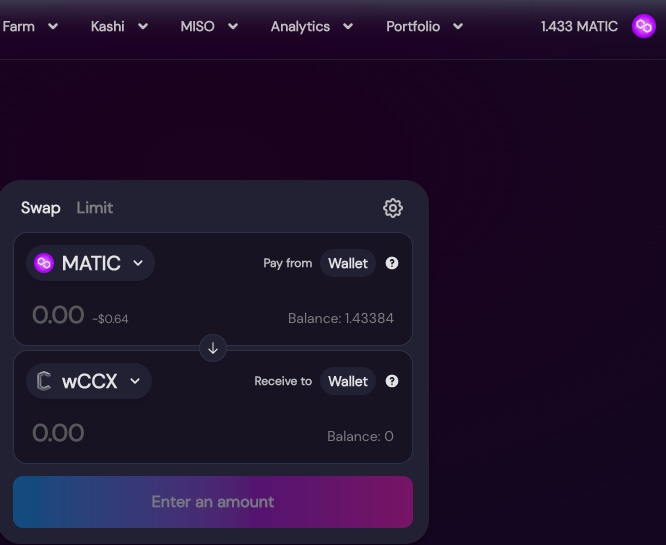 Farm Kashi MISO Analytics Portfolio 1.433 MATIC
Swap Limit
MATIC Pay from Wallet ?
0.00 ~$0.64 Balance: 1.43384
wCCX Receive to Wallet ?
0.00 Balance: 0
Enter an amount